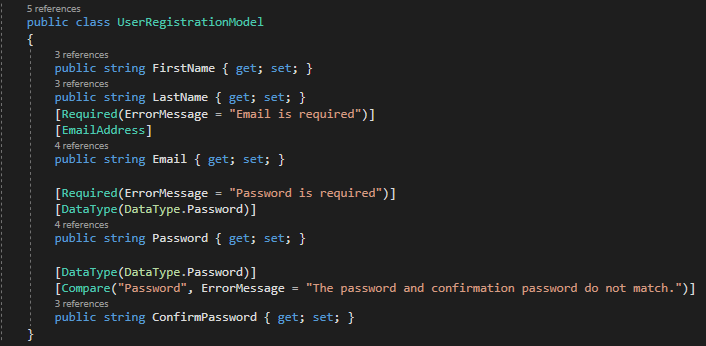 5 references
public class UserRegistrationModel
{
3 references
public string FirstName { get; set; }
3 references
public string LastName { get; set; }
[Required(ErrorMessage = "Email is required")]
[EmailAddress]
4 references
public string Email { get; set; }
[Required(ErrorMessage = "Password is required")]
[DataType(DataType.Password)]
4 references
public string Password { get; set; }
[DataType(DataType.Password)]
[Compare("Password", ErrorMessage = "The password and confirmation password do not match.")]
3 references
public string ConfirmPassword { get; set; }
}